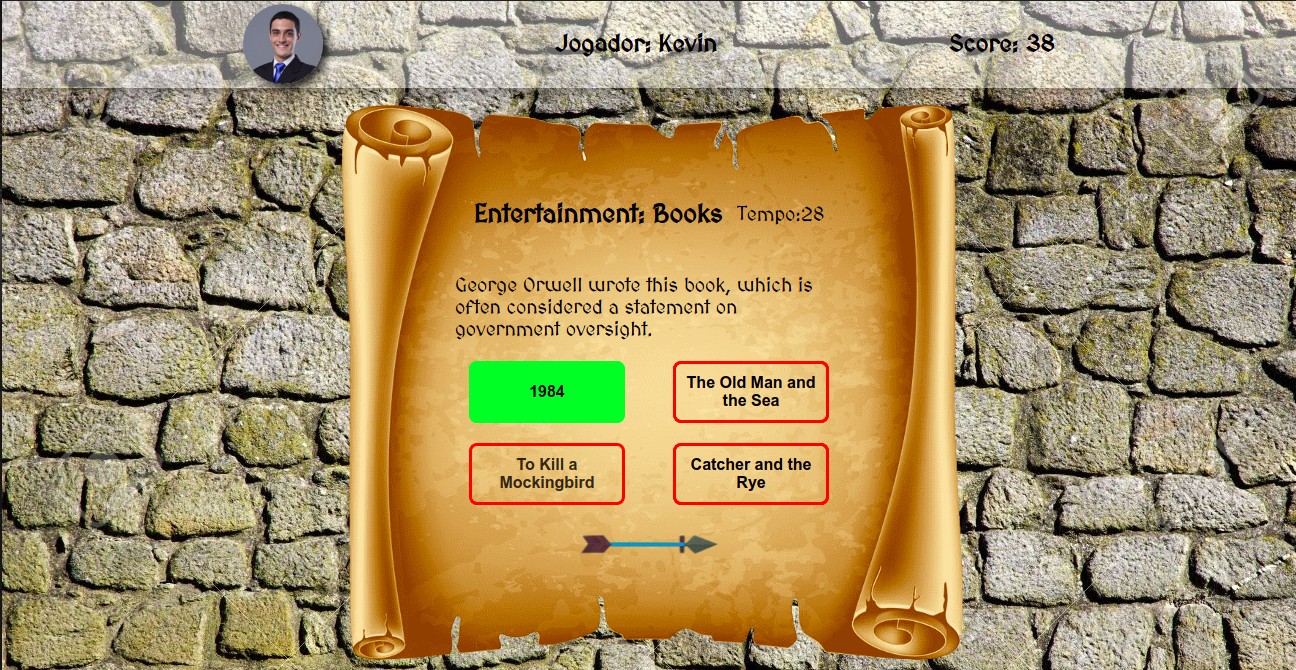 Jogador: Kevin Score: 38
Entertainment: Books Tempo:28
George Orwell wrote this book, which is
often considered a statement on
government oversight.
1984
The Old Man and
the Sea
To Kill a
Mockingbird
Catcher and the
Rye